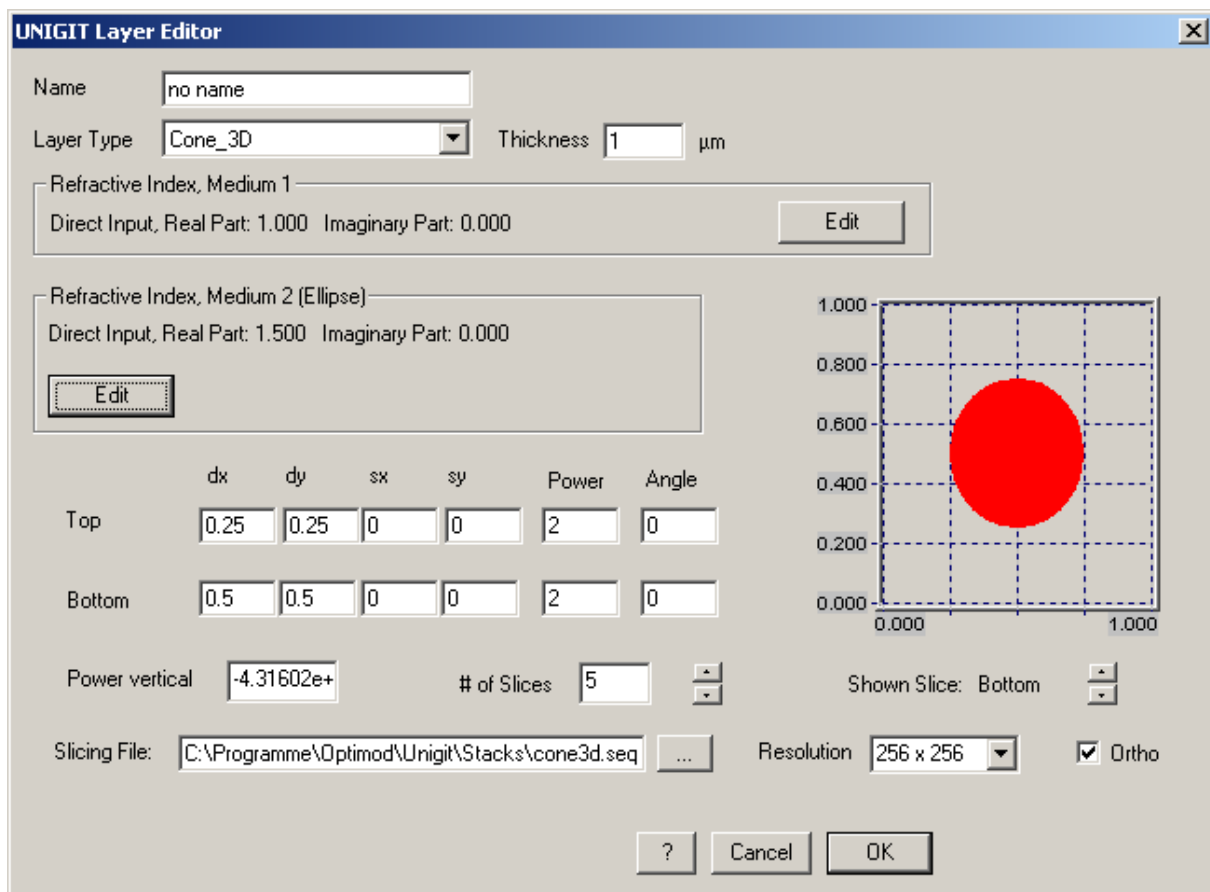 UNIGIT Layer Editor
Name no name
Layer Type Cone_3D Thickness 1 µm
Refractive Index, Medium 1
Direct Input, Real Part: 1.000 Imaginary Part: 0.000 Edit
Refractive Index, Medium 2 (Ellipse)
Direct Input, Real Part: 1.500 Imaginary Part: 0.000
Edit
1.000
0.800
0.600
0.400
0.200
0.000
0.000 1.000
dx dy sx sy Power Angle
Top 0.25 0.25 0 0 2 0
Bottom 0.5 0.5 0 0 2 0
Power vertical -4.31602e+ # of Slices 5 Shown Slice: Bottom
Slicing File: C:\Programme\Optimod\Unigit\Stacks\cone3d.seq ... Resolution 256 x 256 Ortho
? Cancel OK